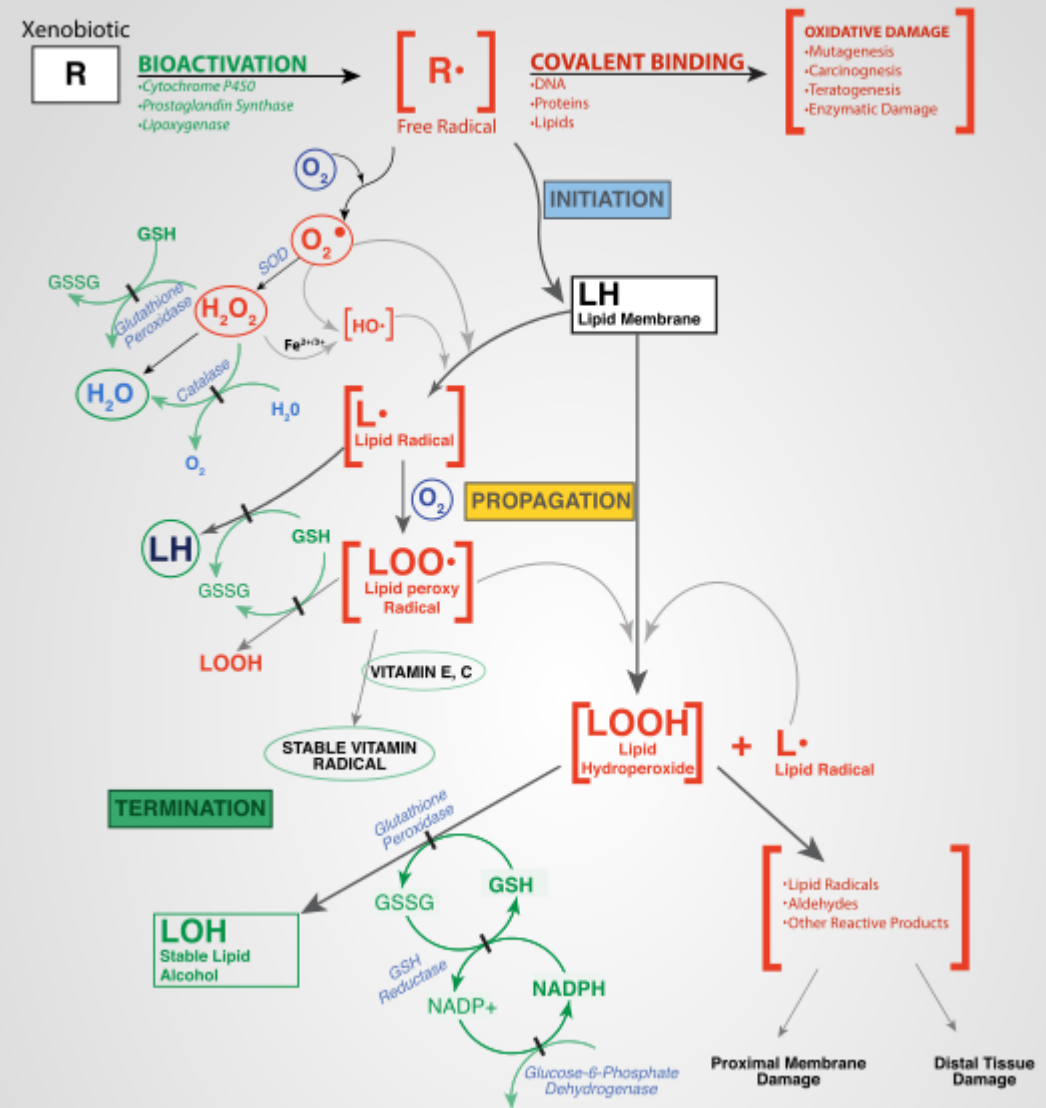 Xenobiotic
R
BIOACTIVATION
•Cytochrome P450
•Prostaglandin Synthase
•Lipoxygenase
R•
Free Radical
COVALENT BINDING
•DNA
•Proteins
•Lipids
OXIDATIVE DAMAGE
•Mutagenesis
•Carcinognesis
•Teratogenesis
•Enzymatic Damage
O2
INITIATION
O2•
SOD
GSH
GSSG
Glutathione
Peroxidase
H2O2
Fe2+/3+
[HO•]
LH
Lipid Membrane
H2O
Catalase
H20
O2
L•
Lipid Radical
O2
PROPAGATION
LH
GSH
GSSG
LOO•
Lipid peroxy
Radical
LOOH
VITAMIN E, C
STABLE VITAMIN
RADICAL
LOOH
Lipid
Hydroperoxide
+
L•
Lipid Radical
TERMINATION
Glutathione
Peroxidase
GSSG
GSH
LOH
Stable Lipid
Alcohol
GSH
Reductase
NADP+
NADPH
Glucose-6-Phosphate
Dehydrogenase
•Lipid Radicals
•Aldehydes
•Other Reactive Products
Proximal Membrane
Damage
Distal Tissue
Damage